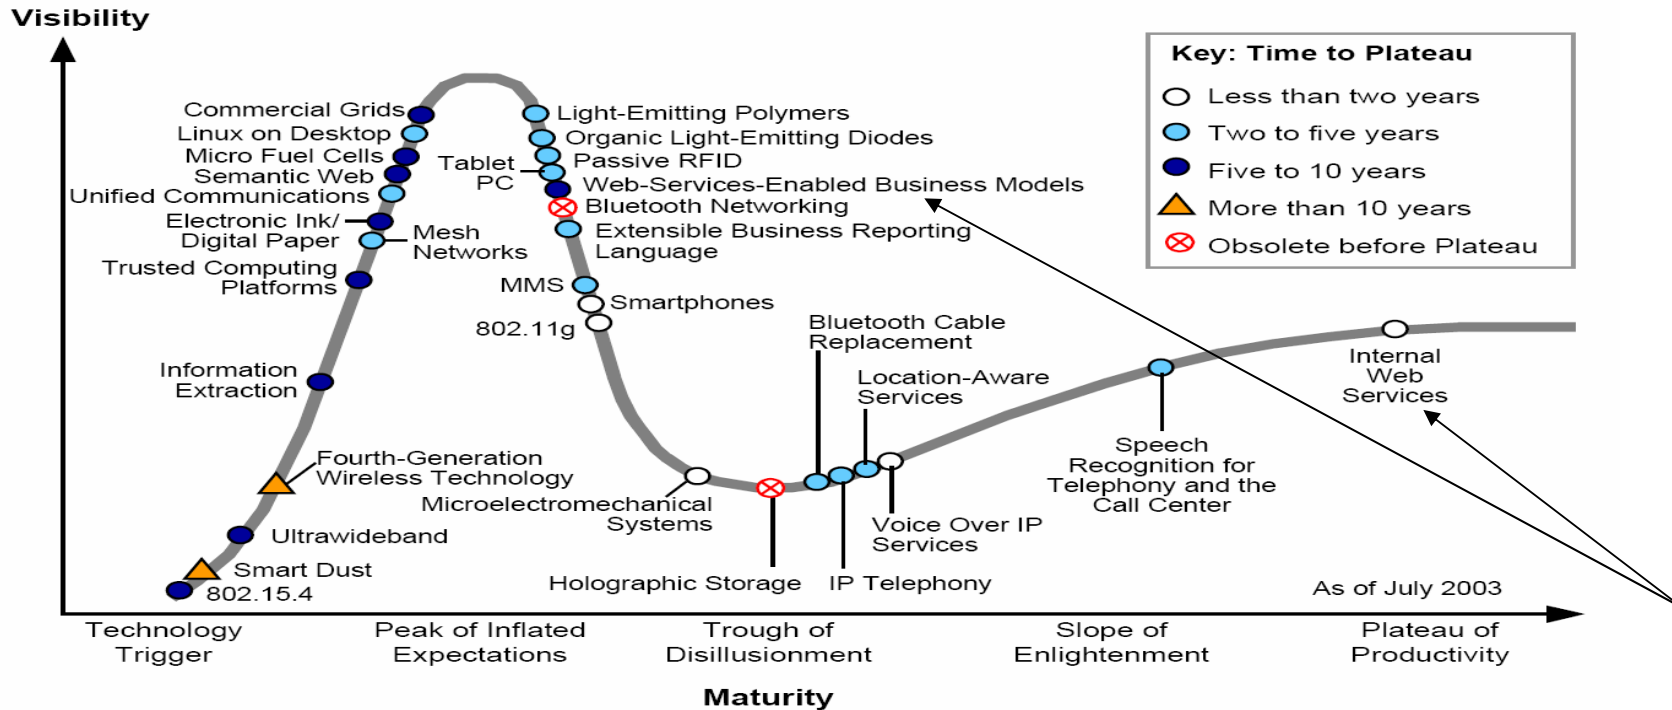 Visibility
Key: Time to Plateau
Less than two years
Two to five years
Five to 10 years
More than 10 years
Obsolete before Plateau
Commercial Grids
Linux on Desktop
Micro Fuel Cells
Semantic Web
Unified Communications
Electronic Ink/
Digital Paper
Mesh
Networks
Trusted Computing
Platforms
Information
Extraction
Fourth-Generation
Wireless Technology
Ultrawideband
Smart Dust
802.15.4
Light-Emitting Polymers
Organic Light-Emitting Diodes
Passive RFID
Tablet
PC
Web-Services-Enabled Business Models
Bluetooth Networking
Extensible Business Reporting
Language
MMS
Smartphones
802.11g
Microelectromechanical
Systems
Holographic Storage
Bluetooth Cable
Replacement
IP Telephony
Location-Aware
Services
Voice Over IP
Services
Speech
Recognition for
Telephony and the
Call Center
Internal
Web
Services
As of July 2003
Technology
Trigger
Peak of Inflated
Expectations
Trough of
Disillusionment
Slope of
Enlightenment
Plateau of
Productivity
Maturity